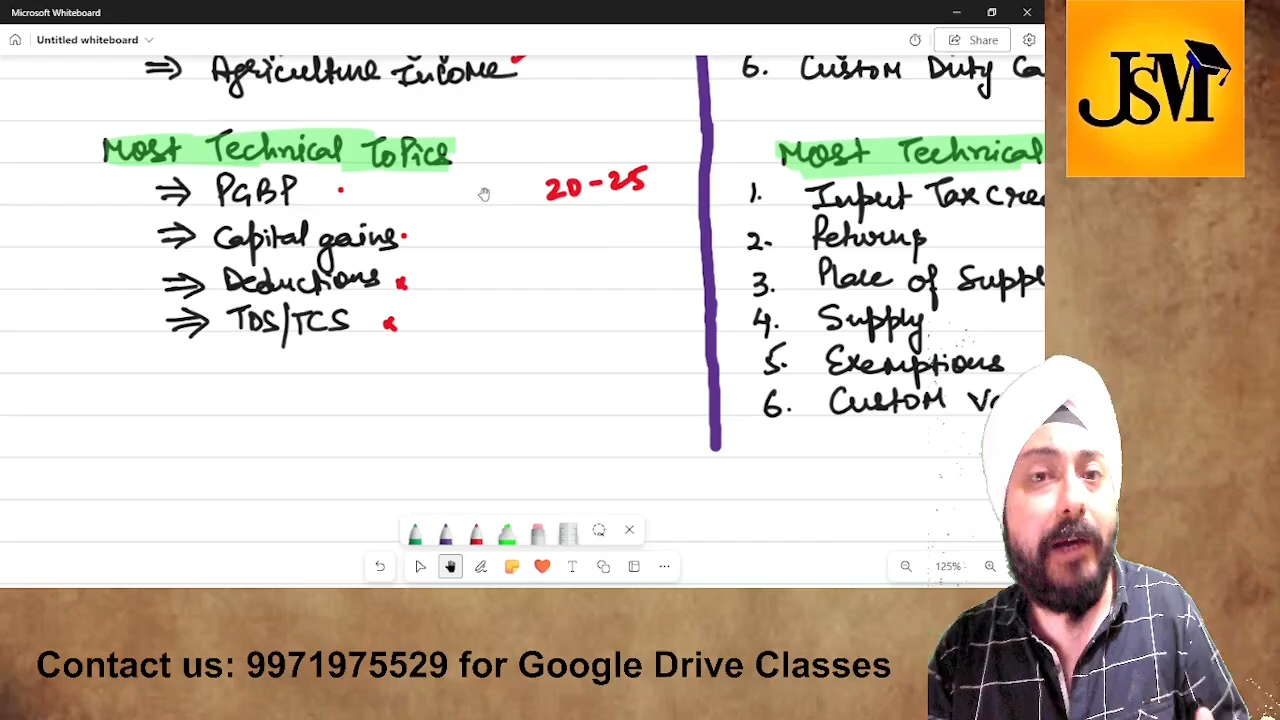 Microsoft Whiteboard
Untitled whiteboard
Share
⇒ Agriculture Income
Most Technical Topics
⇒ PGBP
20-25
⇒ Capital gains
⇒ Deductions
⇒ TDS/TCS
6. Custom Duty
Most Technical
1. Input Tax
2. Returns
3. Place of
4. Supply
5. Exemptions
6. Custom
125%
JSM
Contact us: 9971975529 for Google Drive Classes